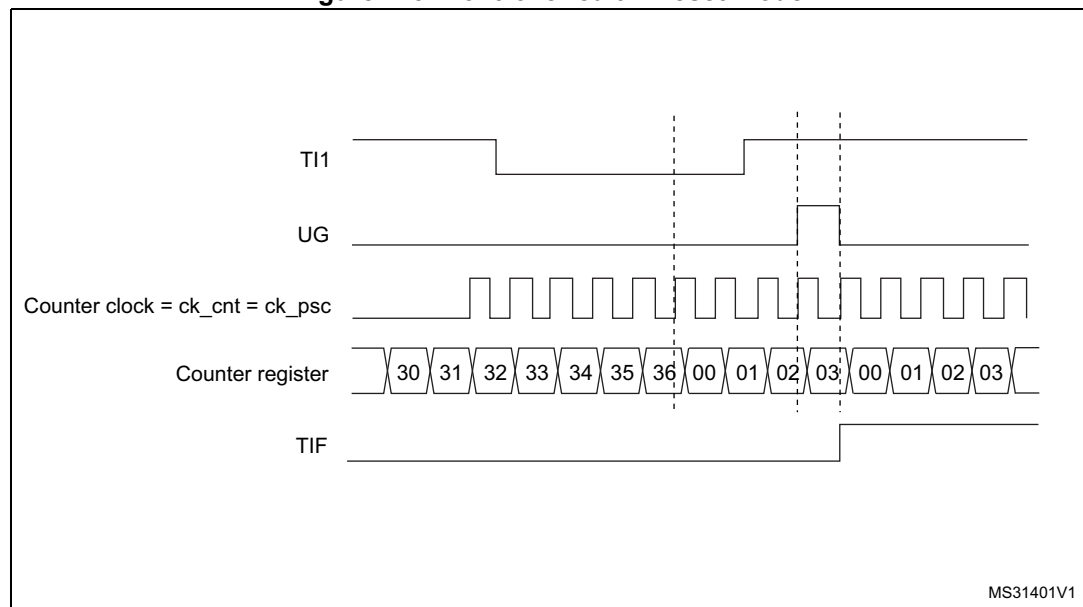 TI1
UG
Counter clock = ck_cnt = ck_psc
Counter register 30 31 32 33 34 35 36 00 01 02 03 00 01 02 03
TIF
MS31401V1